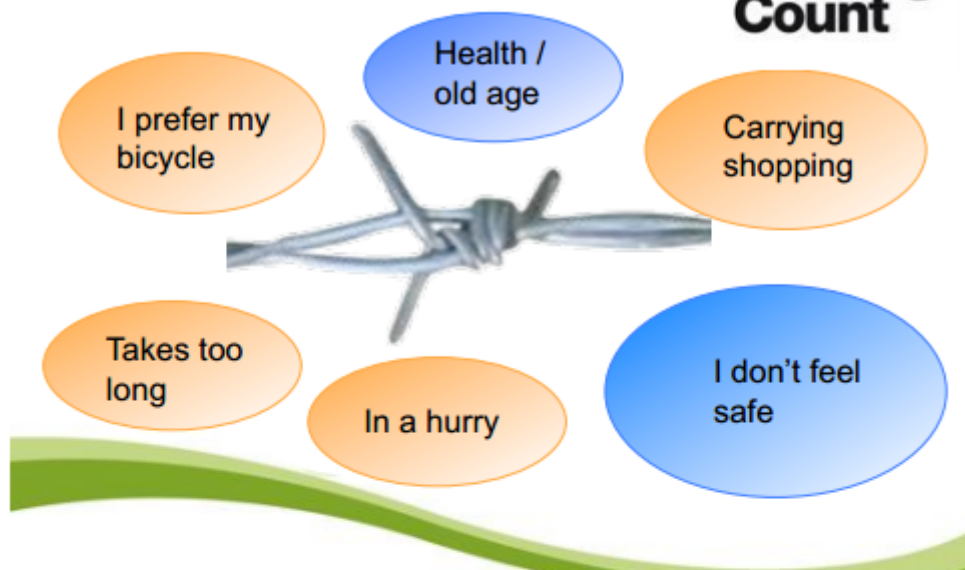 Count
Health /
old age
I prefer my
bicycle
Carrying
shopping
Takes too
long
In a hurry
I don’t feel
safe